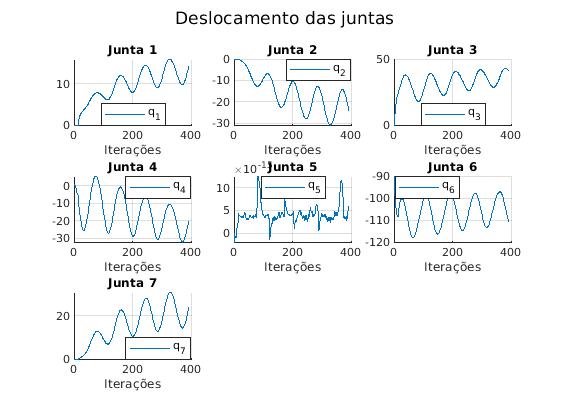 Deslocamento das juntas
Junta 1
10
0
q1
0 200 400
Iterações
Junta 2
0
-10
-20
-30
q2
0 200 400
Iterações
Junta 3
50
0
q3
0 200 400
Iterações
Junta 4
0
-10
-20
-30
q4
0 200 400
Iterações
Junta 5
10
5
0
q5
0 200 400
Iterações
Junta 6
-90
-100
-110
-120
q6
0 200 400
Iterações
Junta 7
20
0
q7
0 200 400
Iterações